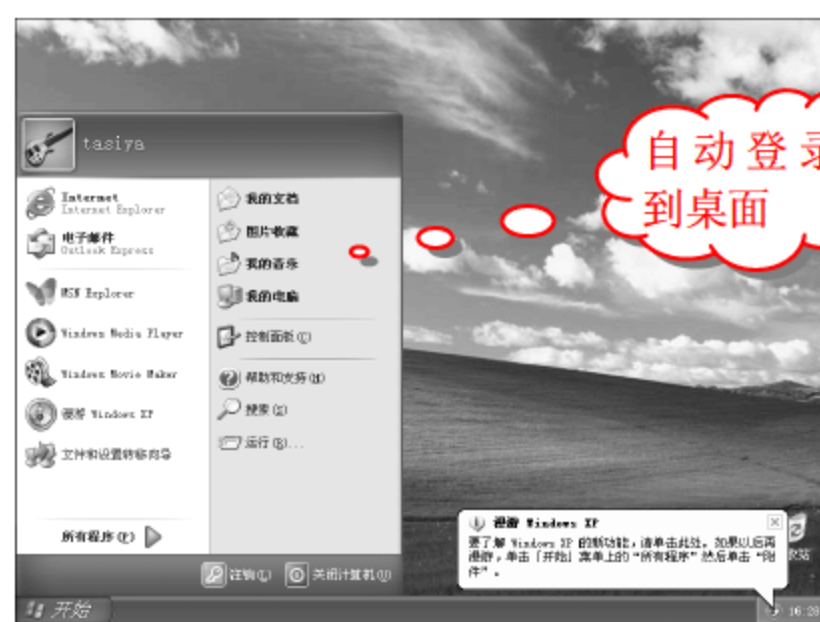 自动登录
到桌面
tasiya
Internet
Internet Explorer
电子邮件
Outlook Express
MSN Explorer
Windows Media Player
Windows Movie Maker
漫游 Windows XP
文件和设置转移向导
所有程序(P)
我的文档
图片收藏
我的音乐
我的电脑
控制面板(C)
帮助和支持(H)
搜索(S)
运行(R)...
注销(L)
关闭计算机(U)
漫游 Windows XP
要了解 Windows XP 的新功能，请单击此处。如果以后再
漫游，单击「开始」菜单上的“所有程序”然后单击“附
件”。
开始
16:28